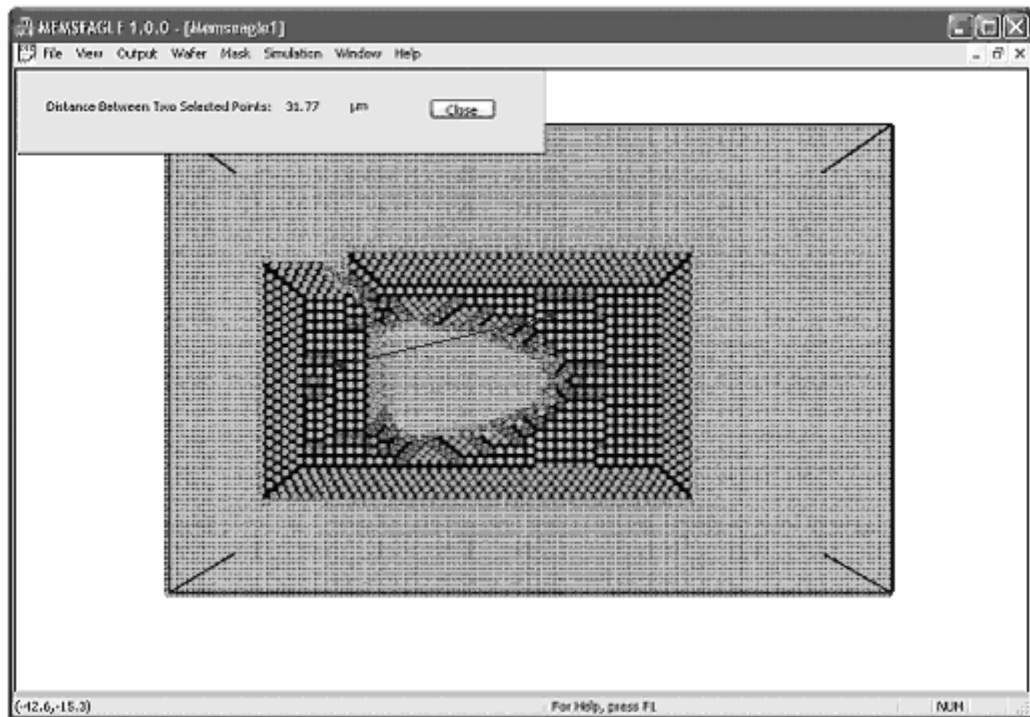 MEMSEAGLE 1.0.0 - [Memseagle1]
File View Output Wafer Mask Simulation Window Help
Distance Between Two Selected Points: 31.77 µm Close
(-42.6,-15.3) For Help, press F1 NUM